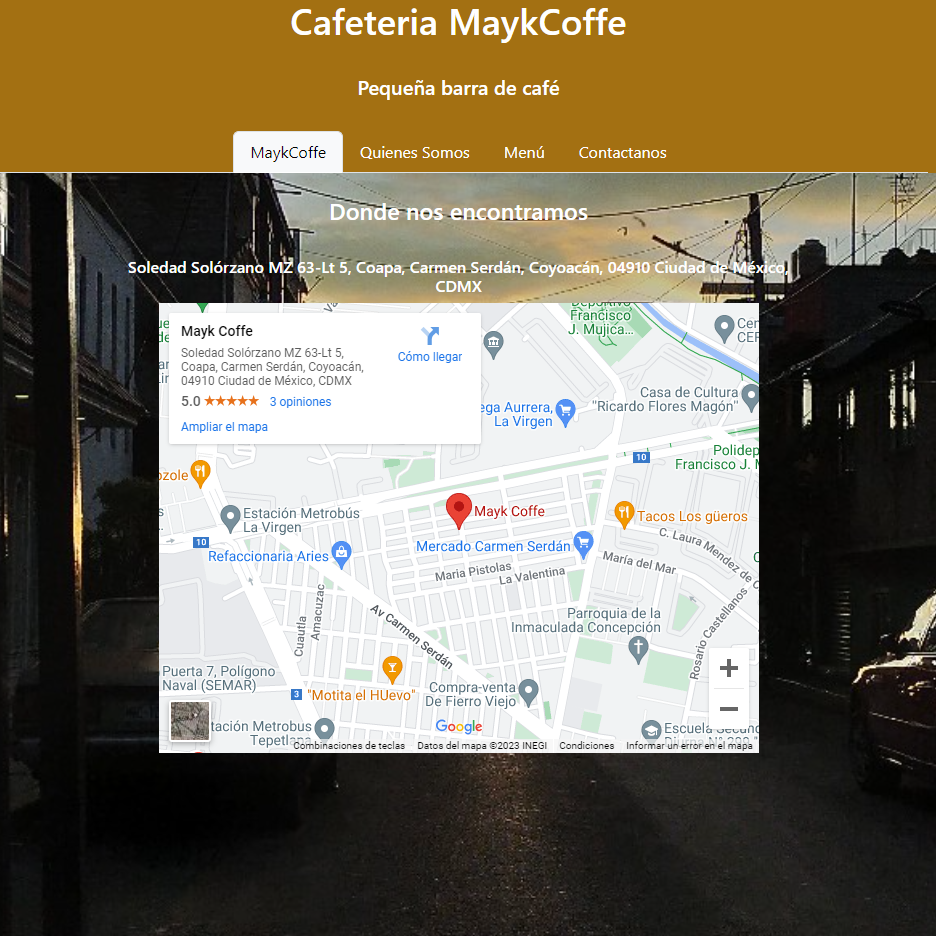 Cafeteria MaykCoffe
Pequeña barra de café
MaykCoffe
Quienes Somos
Menú
Contactanos
Donde nos encontramos
Soledad Solórzano MZ 63-Lt 5, Coapa, Carmen Serdán, Coyoacán, 04910 Ciudad de México,
CDMX
Mayk Coffe
Soledad Solórzano MZ 63-Lt 5,
Coapa, Carmen Serdán, Coyoacán,
04910 Ciudad de México, CDMX
5.0
3 opiniones
Ampliar el mapa
Cómo llegar
Deportivo
Francisco
J. Mujica...
Casa de Cultura
"Ricardo Flores Magón"
Aurrera,
La Virgen
10
Francisco J.
Estación Metrobús
La Virgen
Mayk Coffe
Tacos Los güeros
10
Refaccionaria Aries
Mercado Carmen Serdán
C. Laura Mendez de
María del Mar
Maria Pistolas
La Valentina
Amacuzac
Cuautla
Av Carmen Serdán
Parroquia de la
Inmaculada Concepción
Rosario Castellanos
Puerta 7, Polígono
Naval (SEMAR)
3
"Motita el HUevo"
Compra-venta
De Fierro Viejo
Google
Metrobus
Combinaciones de teclas
Datos del mapa ©2023 INEGI
Condiciones
Informar un error en el mapa
Escuela